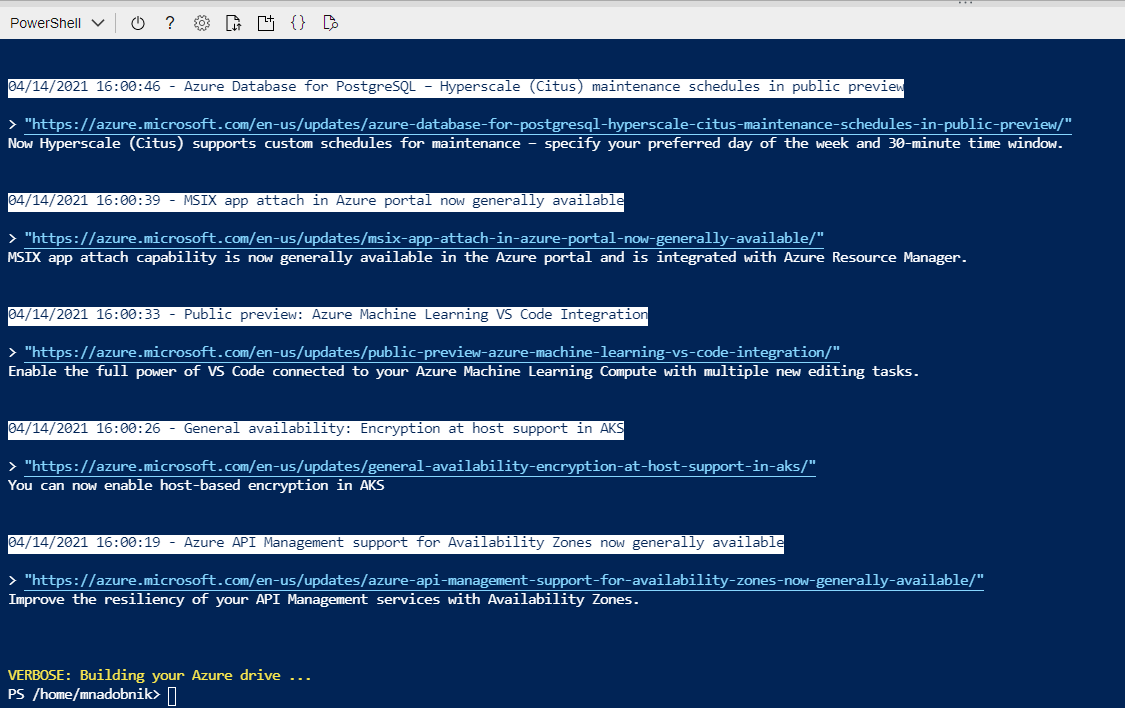 PowerShell
?
{}
04/14/2021 16:00:46 - Azure Database for PostgreSQL – Hyperscale (Citus) maintenance schedules in public preview
> "https://azure.microsoft.com/en-us/updates/azure-database-for-postgresql-hyperscale-citus-maintenance-schedules-in-public-preview/"
Now Hyperscale (Citus) supports custom schedules for maintenance – specify your preferred day of the week and 30-minute time window.
04/14/2021 16:00:39 - MSIX app attach in Azure portal now generally available
> "https://azure.microsoft.com/en-us/updates/msix-app-attach-in-azure-portal-now-generally-available/"
MSIX app attach capability is now generally available in the Azure portal and is integrated with Azure Resource Manager.
04/14/2021 16:00:33 - Public preview: Azure Machine Learning VS Code Integration
> "https://azure.microsoft.com/en-us/updates/public-preview-azure-machine-learning-vs-code-integration/"
Enable the full power of VS Code connected to your Azure Machine Learning Compute with multiple new editing tasks.
04/14/2021 16:00:26 - General availability: Encryption at host support in AKS
> "https://azure.microsoft.com/en-us/updates/general-availability-encryption-at-host-support-in-aks/"
You can now enable host-based encryption in AKS
04/14/2021 16:00:19 - Azure API Management support for Availability Zones now generally available
> "https://azure.microsoft.com/en-us/updates/azure-api-management-support-for-availability-zones-now-generally-available/"
Improve the resiliency of your API Management services with Availability Zones.
VERBOSE: Building your Azure drive ...
PS /home/mnadobnik>